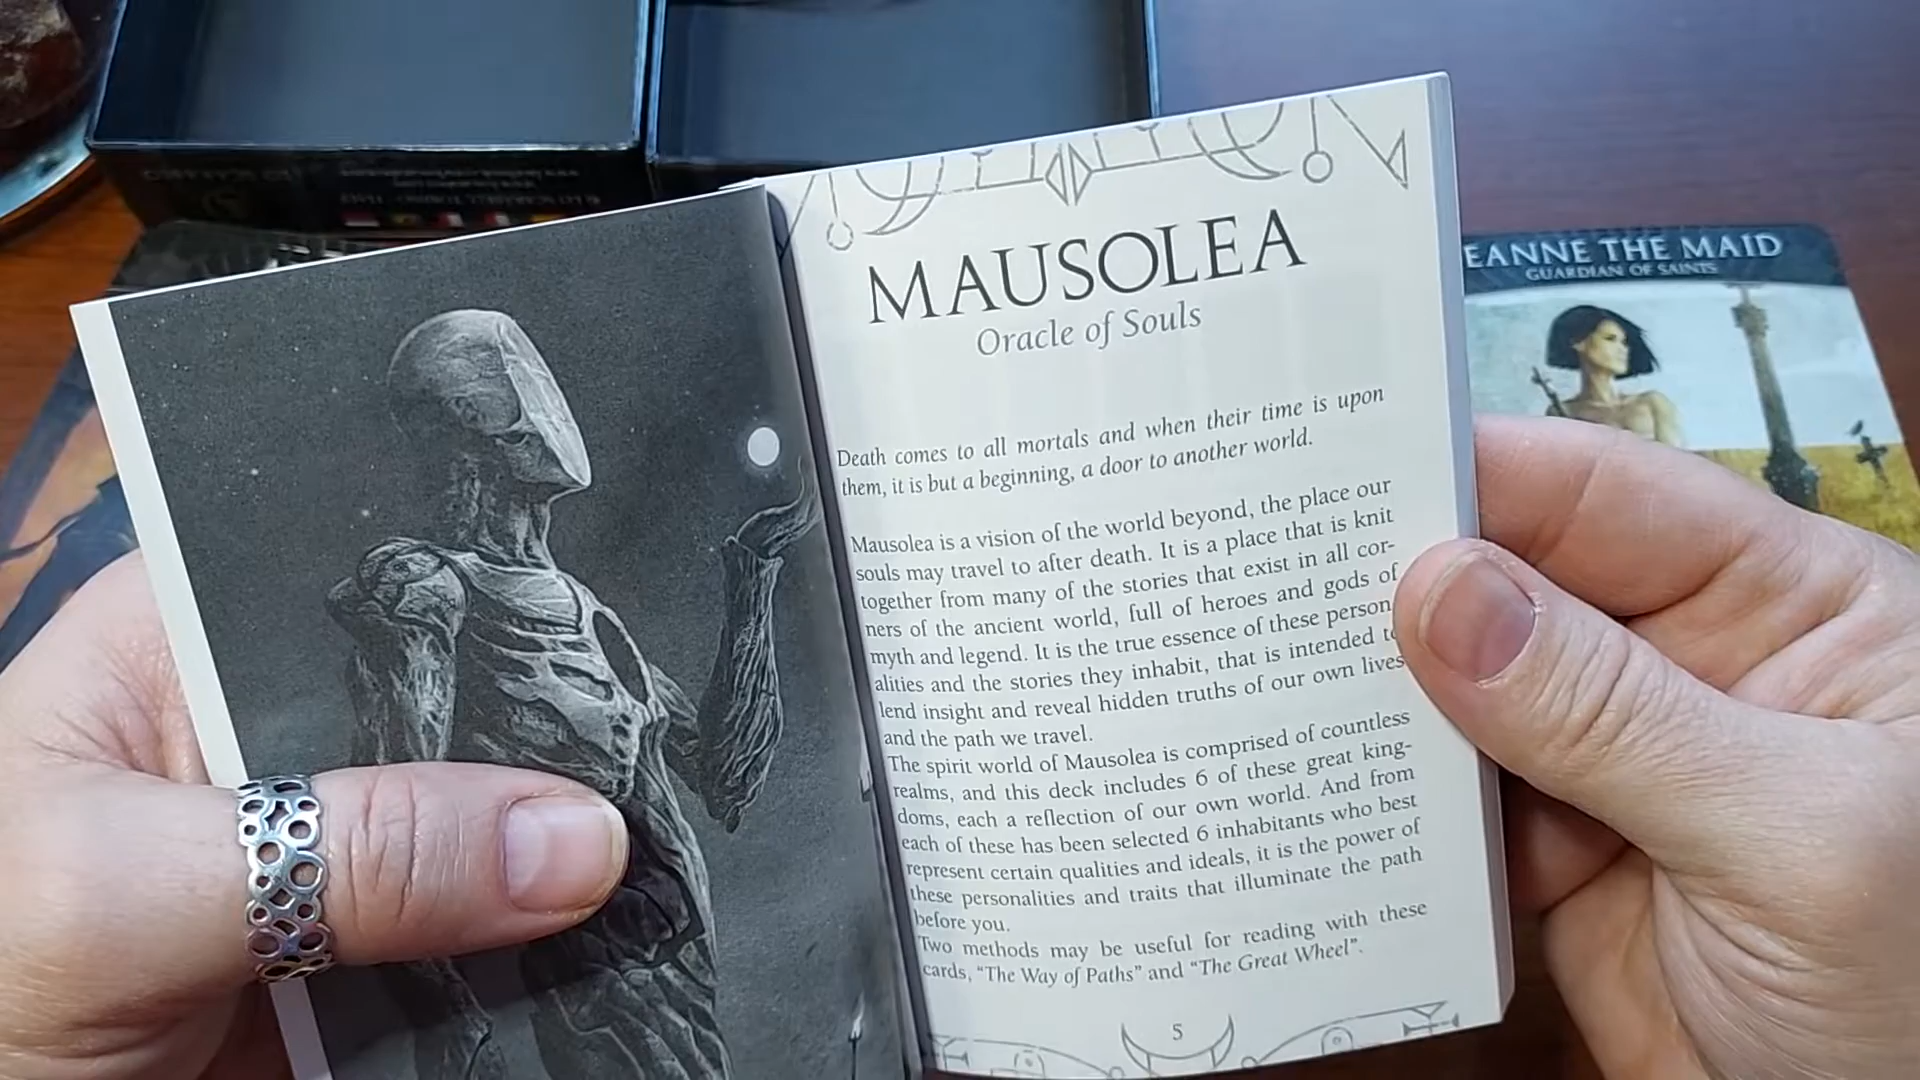 MAUSOLEA
Oracle of Souls
Death comes to all mortals and when their time is upon
them, it is but a beginning, a door to another world.
Mausolea is a vision of the world beyond, the place our
souls may travel to after death. It is a place that is knit
together from many of the stories that exist in all cor-
ners of the ancient world, full of heroes and gods of
myth and legend. It is the true essence of these person
alities and the stories they inhabit, that is intended to
lend insight and reveal hidden truths of our own lives
and the path we travel.
The spirit world of Mausolea is comprised of countless
realms, and this deck includes 6 of these great king-
doms, each a reflection of our own world. And from
each of these has been selected 6 inhabitants who best
represent certain qualities and ideals, it is the power of
these personalities and traits that illuminate the path
before you.
Two methods may be useful for reading with these
cards, “The Way of Paths” and “The Great Wheel”.
5
EANNE THE MAID
GUARDIAN OF SAINTS